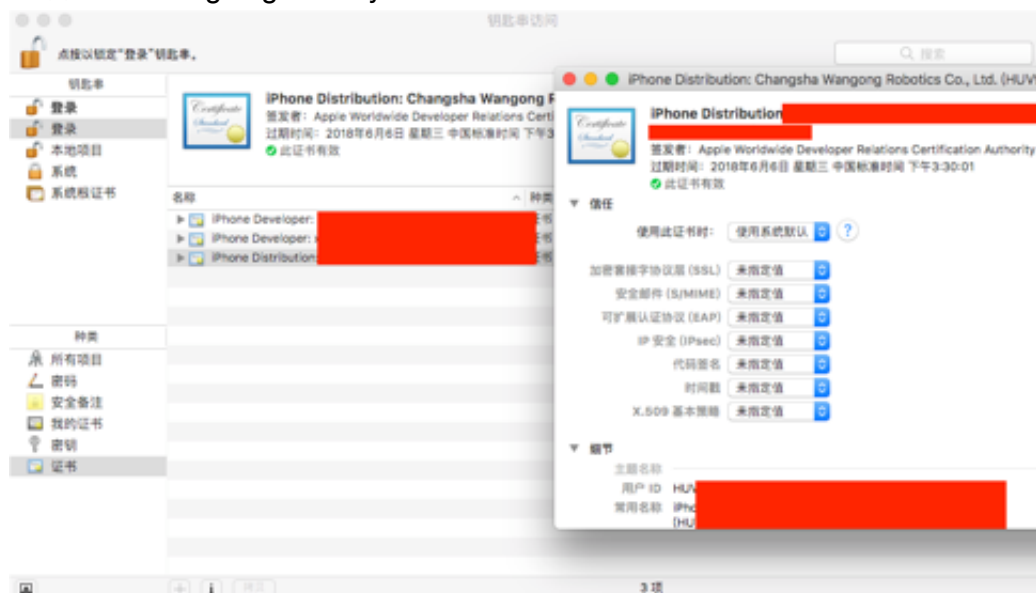 钥匙串访问
点按以锁定"登录"钥匙串。
搜索
钥匙串
登录
登录
本地项目
系统
系统根证书
iPhone Distribution: Changsha Wangong
签发者: Apple Worldwide Developer Relations Certi
过期时间: 2018年6月6日 星期三 中国标准时间 下午3
此证书有效
名称
种类
iPhone Developer:
iPhone Developer:
iPhone Distribution
种类
所有项目
密码
安全备注
我的证书
密钥
证书
3 项
iPhone Distribution: Changsha Wangong Robotics Co., Ltd. (HUV
Certificate
Standard
iPhone Distribution
签发者: Apple Worldwide Developer Relations Certification Authority
过期时间: 2018年6月6日 星期三 中国标准时间 下午3:30:01
此证书有效
信任
使用此证书时: 使用系统默认 ?
加密套接字协议层 (SSL) 未指定值
安全邮件 (S/MIME) 未指定值
可扩展认证协议 (EAP) 未指定值
IP 安全 (IPsec) 未指定值
代码签名 未指定值
时间戳 未指定值
X.509 基本策略 未指定值
细节
主题名称
用户 ID HUV
常用名称 iPho
(HU